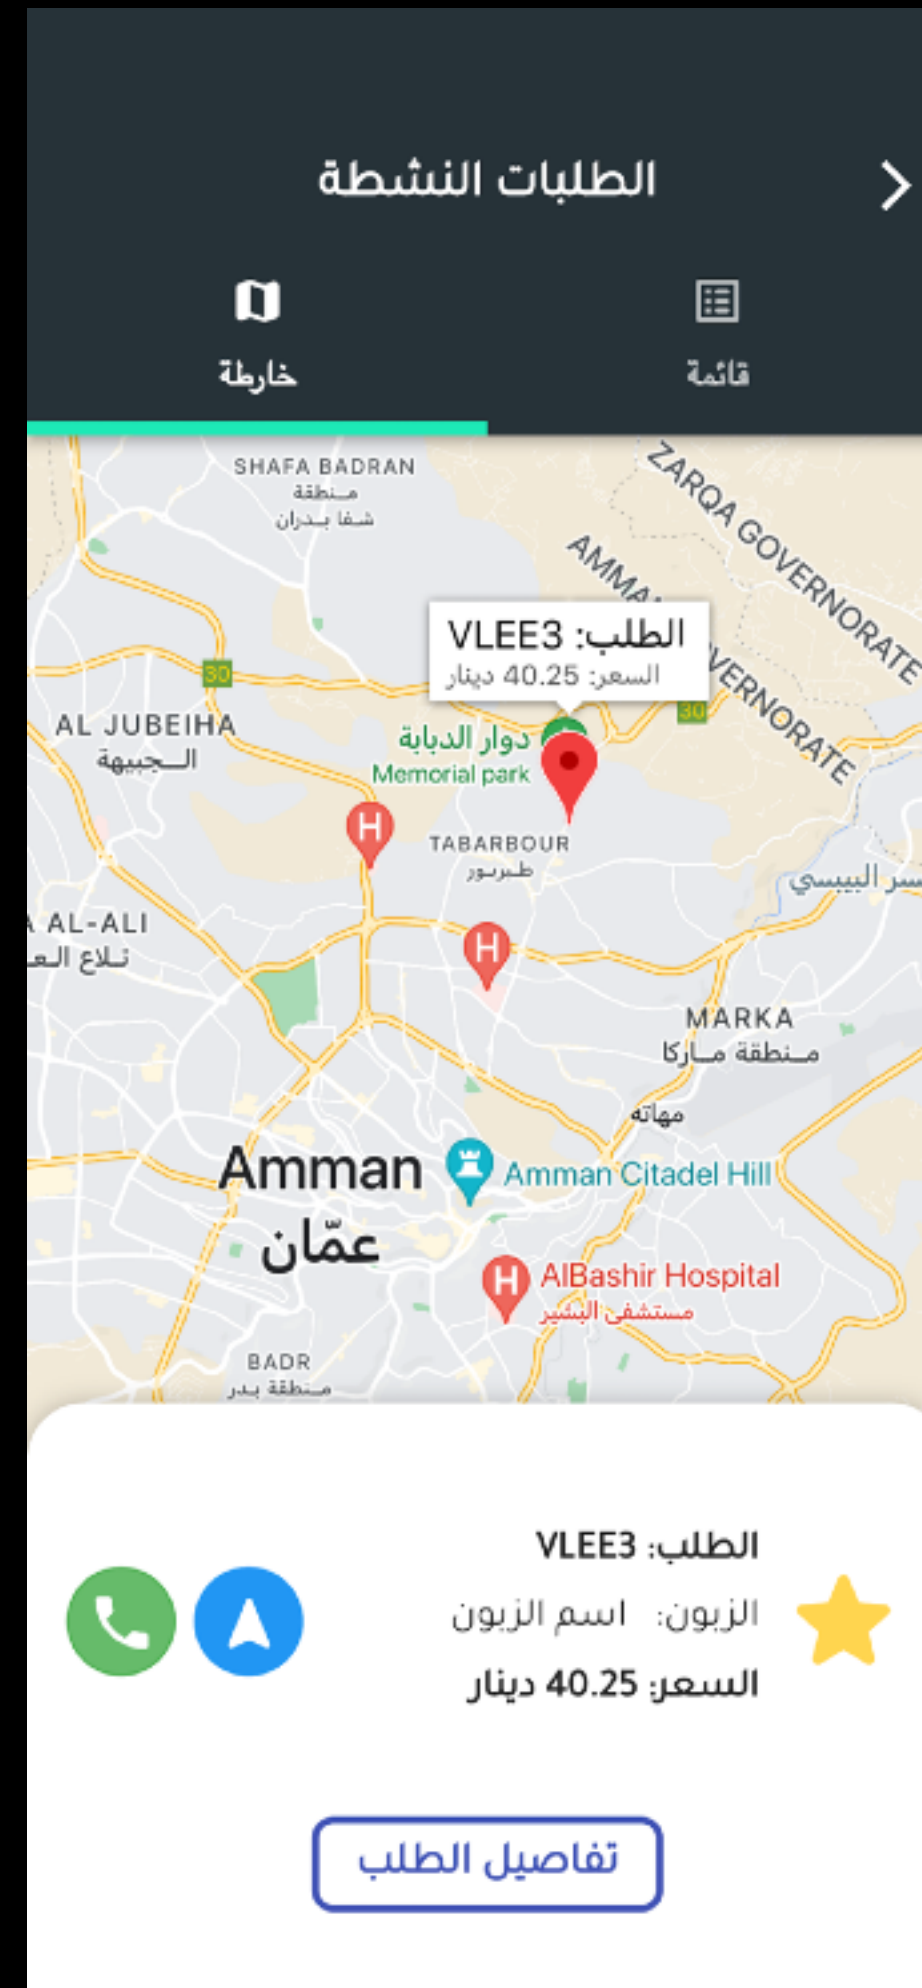 الطلبات النشطة
قائمة
خارطة
SHAFA BADRAN
منطقة
شفا بدران
ZARQA GOVERNORATE
الطلب: VLEE3
السعر: 40.25 دينار
30
30
AL JUBEIHA
الجبيهة
دوار الدبابة
Memorial park
H
TABARBOUR
طبربور
سر البيبسي
AL-ALI
تلاع الع
H
MARKA
منطقة ماركا
مهاته
Amman
عمّان
Amman Citadel Hill
H
AlBashir Hospital
مستشفى البشير
BADR
منطقة بدر
الطلب: VLEE3
الزبون: اسم الزبون
السعر: 40.25 دينار
تفاصيل الطلب